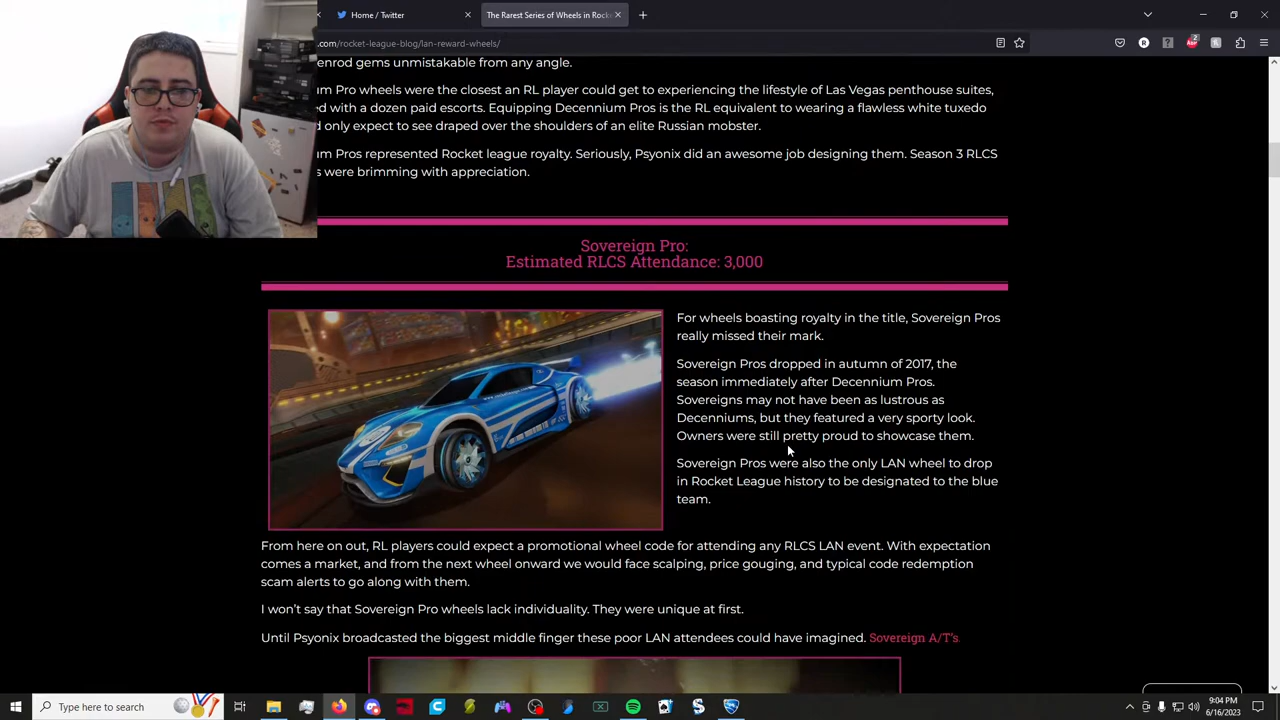 Home / Twitter
The Rarest Series of Wheels in Rocke
.com/rocket-league-blog/lan-reward-wheels/
2
enrod gems unmistakable from any angle.
um Pro wheels were the closest an RL player could get to experiencing the lifestyle of Las Vegas penthouse suites,
ed with a dozen paid escorts. Equipping Decennium Pros is the RL equivalent to wearing a flawless white tuxedo
d only expect to see draped over the shoulders of an elite Russian mobster.
um Pros represented Rocket league royalty. Seriously, Psyonix did an awesome job designing them. Season 3 RLCS
s were brimming with appreciation.
Sovereign Pro:
Estimated RLCS Attendance: 3,000
For wheels boasting royalty in the title, Sovereign Pros
really missed their mark.
Sovereign Pros dropped in autumn of 2017, the
season immediately after Decennium Pros.
Sovereigns may not have been as lustrous as
Decenniums, but they featured a very sporty look.
Owners were still pretty proud to showcase them.
Sovereign Pros were also the only LAN wheel to drop
in Rocket League history to be designated to the blue
team.
From here on out, RL players could expect a promotional wheel code for attending any RLCS LAN event. With expectation
comes a market, and from the next wheel onward we would face scalping, price gouging, and typical code redemption
scam alerts to go along with them.
I won't say that Sovereign Pro wheels lack individuality. They were unique at first.
Until Psyonix broadcasted the biggest middle finger these poor LAN attendees could have imagined. Sovereign A/T's.
Type here to search
9:04 PM
6/16/2023